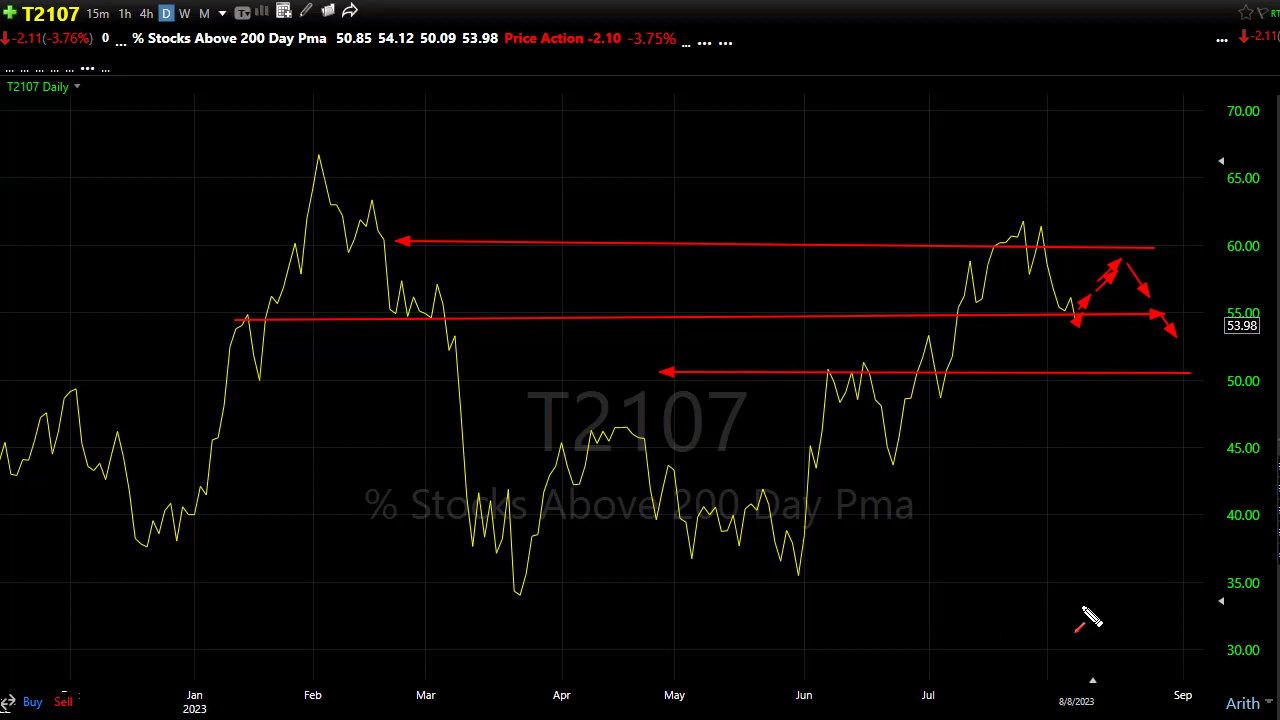 T2107 15m 1h 4h D W M T RT
-2.11(-3.76%) 0 ... % Stocks Above 200 Day Pma 50.85 54.12 50.09 53.98 Price Action -2.10 -3.75% ... ... ... ... -2.11(
... ... ... ... ... ... ...
T2107 Daily
70.00
65.00
60.00
55.00
53.98
50.00
T2107
45.00
% Stocks Above 200 Day Pma
40.00
35.00
30.00
Jan Feb Mar Apr May Jun Jul 8/8/2023 Sep
Buy Sell 2023 Arith